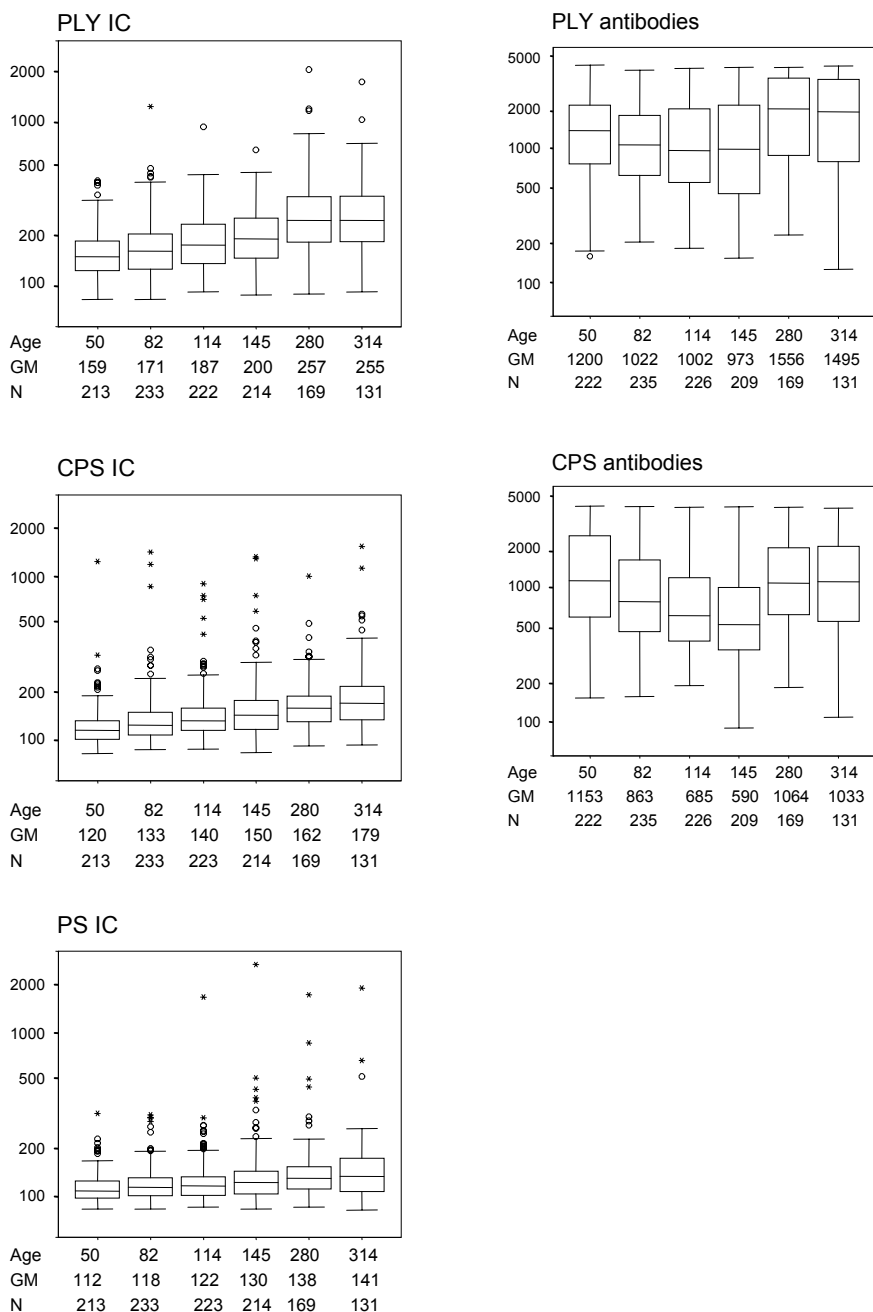 PLY IC
2000
1000
500
200
100
Age 50 82 114 145 280 314
GM 159 171 187 200 257 255
N 213 233 222 214 169 131
PLY antibodies
5000
2000
1000
500
200
100
Age 50 82 114 145 280 314
GM 1200 1022 1002 973 1556 1495
N 222 235 226 209 169 131
CPS IC
2000
1000
500
200
100
Age 50 82 114 145 280 314
GM 120 133 140 150 162 179
N 213 233 223 214 169 131
CPS antibodies
5000
2000
1000
500
200
100
Age 50 82 114 145 280 314
GM 1153 863 685 590 1064 1033
N 222 235 226 209 169 131
PS IC
2000
1000
500
200
100
Age 50 82 114 145 280 314
GM 112 118 122 130 138 141
N 213 233 223 214 169 131